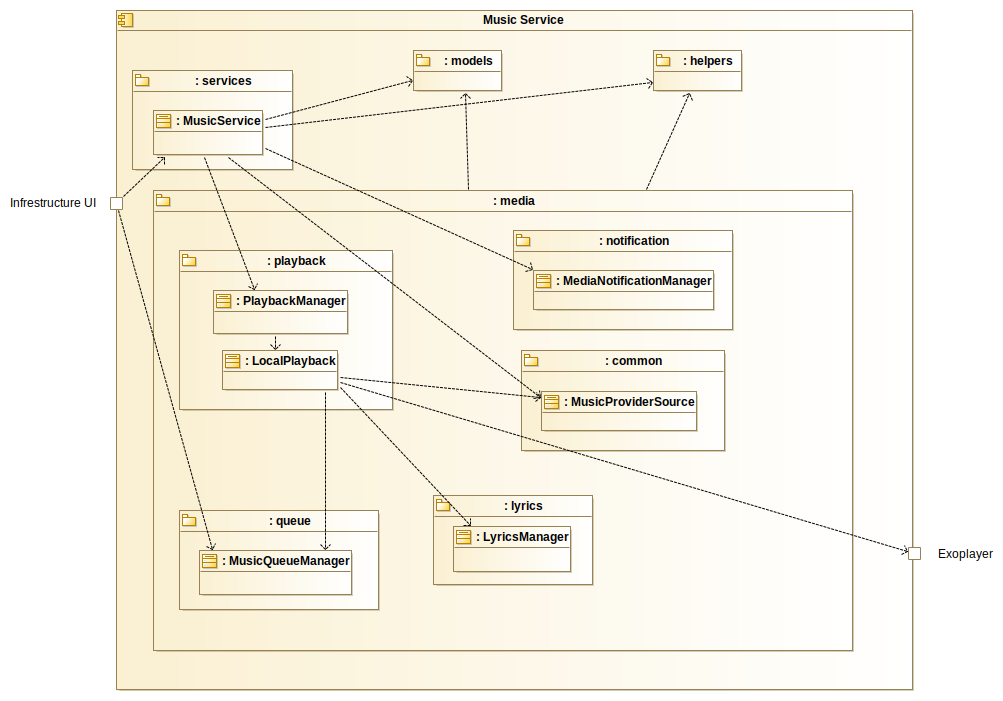 Music Service
: models
: helpers
: services
: MusicService
Infrestructure UI
: media
: notification
: MediaNotificationManager
: playback
: PlaybackManager
: LocalPlayback
: common
: MusicProviderSource
: lyrics
: LyricsManager
: queue
: MusicQueueManager
Exoplayer